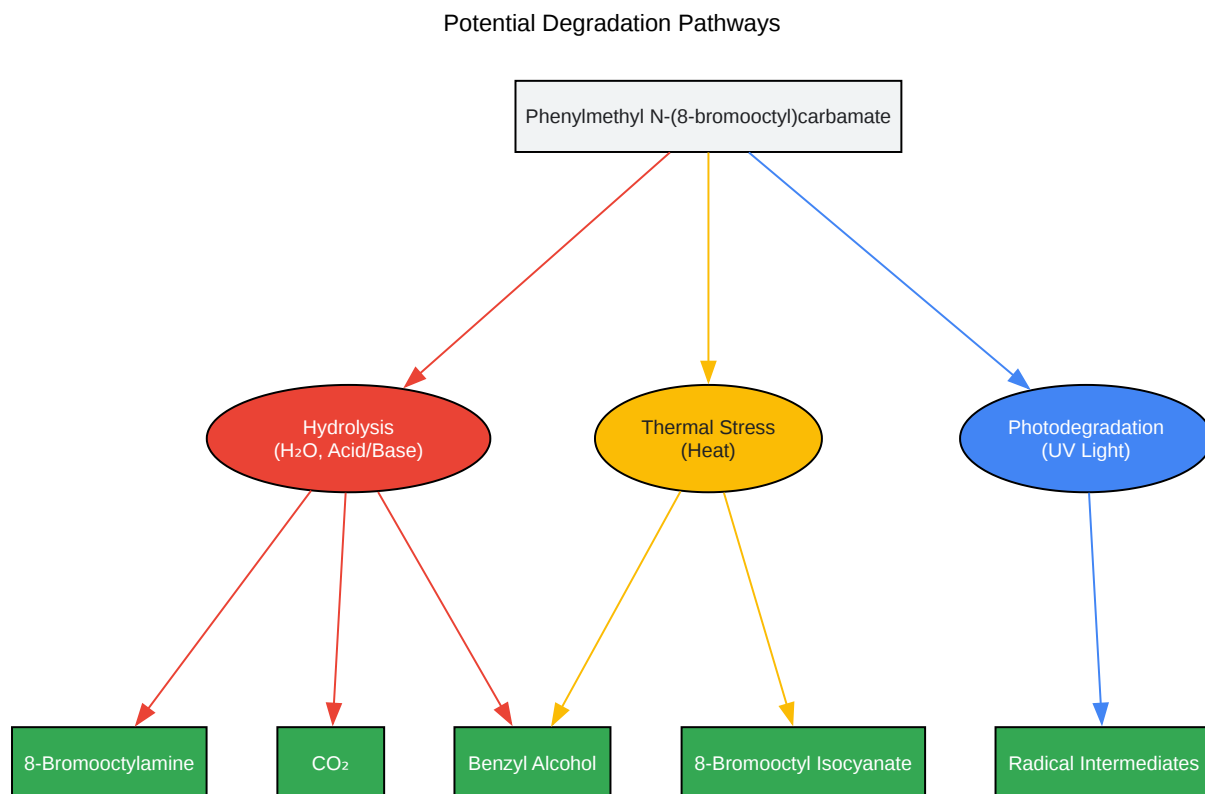 Potential Degradation Pathways
Phenylmethyl N-(8-bromooctyl)carbamate
Hydrolysis
(H₂O, Acid/Base)
Thermal Stress
(Heat)
Photodegradation
(UV Light)
8-Bromooctylamine
CO₂
Benzyl Alcohol
8-Bromooctyl Isocyanate
Radical Intermediates